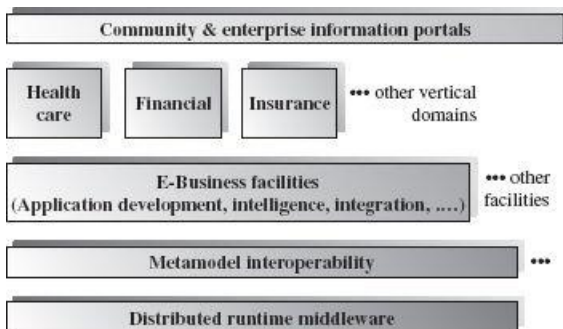 Community & enterprise information portals
Health
care
Financial
Insurance
••• other vertical
domains
E-Business facilities
(Application development, intelligence, integration, .…)
••• other
facilities
Metamodel interoperability
•••
Distributed runtime middleware